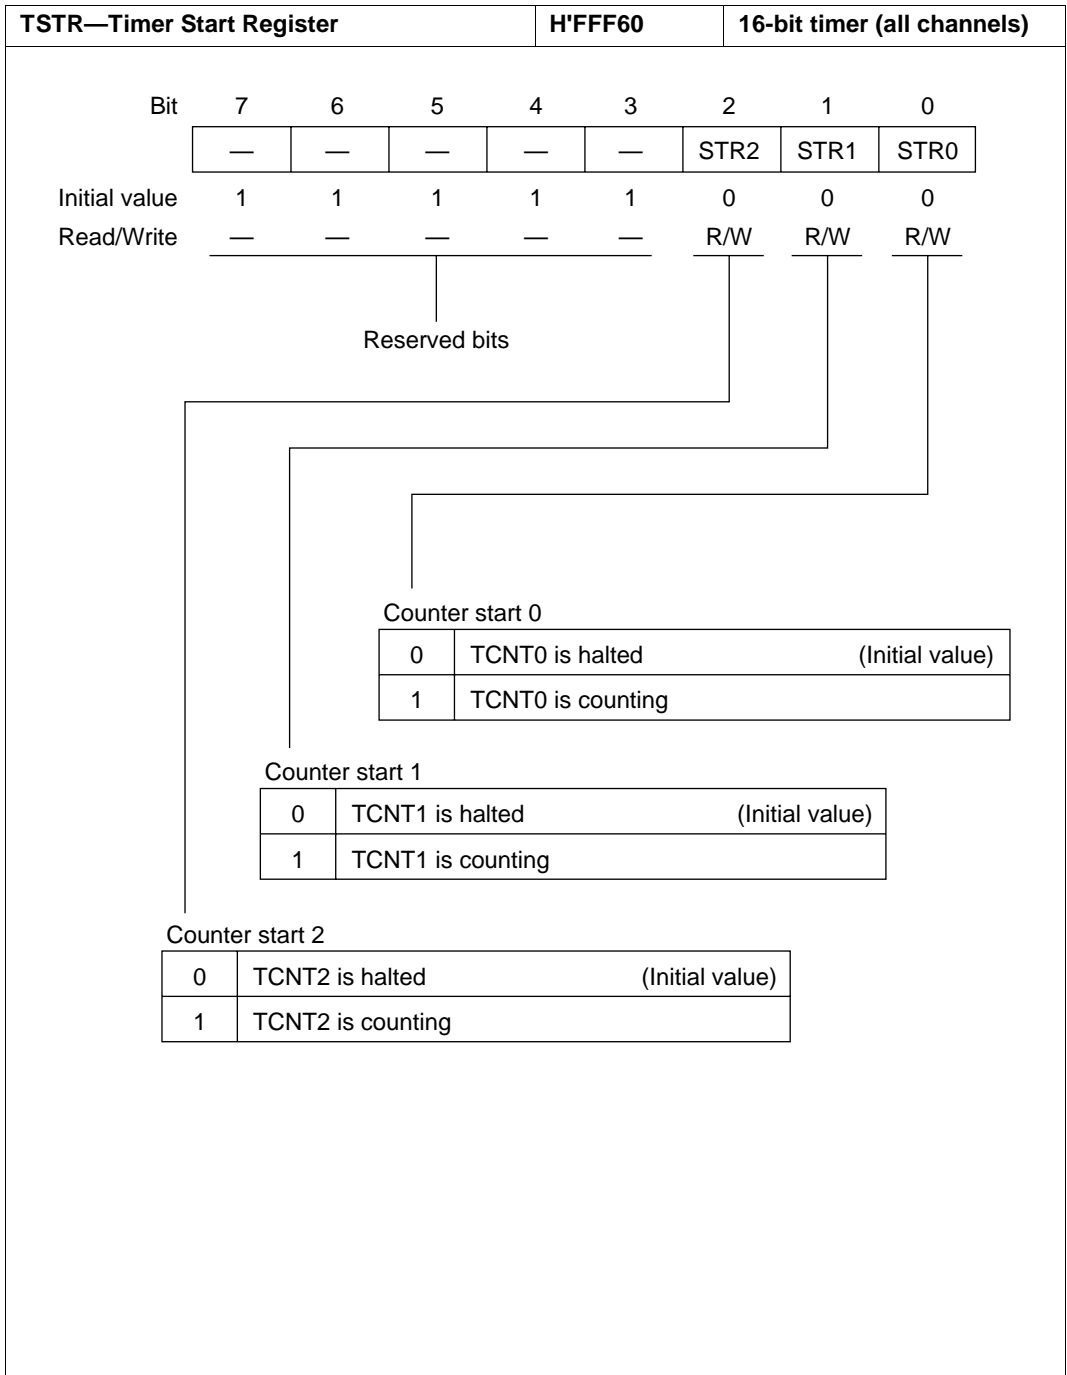 TSTR—Timer Start Register H'FFF60 16-bit timer (all channels)
Bit 7 6 5 4 3 2 1 0
— — — — — STR2 STR1 STR0
Initial value 1 1 1 1 1 0 0 0
Read/Write — — — — — R/W R/W R/W
Reserved bits
Counter start 0
0 TCNT0 is halted (Initial value)
1 TCNT0 is counting
Counter start 1
0 TCNT1 is halted (Initial value)
1 TCNT1 is counting
Counter start 2
0 TCNT2 is halted (Initial value)
1 TCNT2 is counting